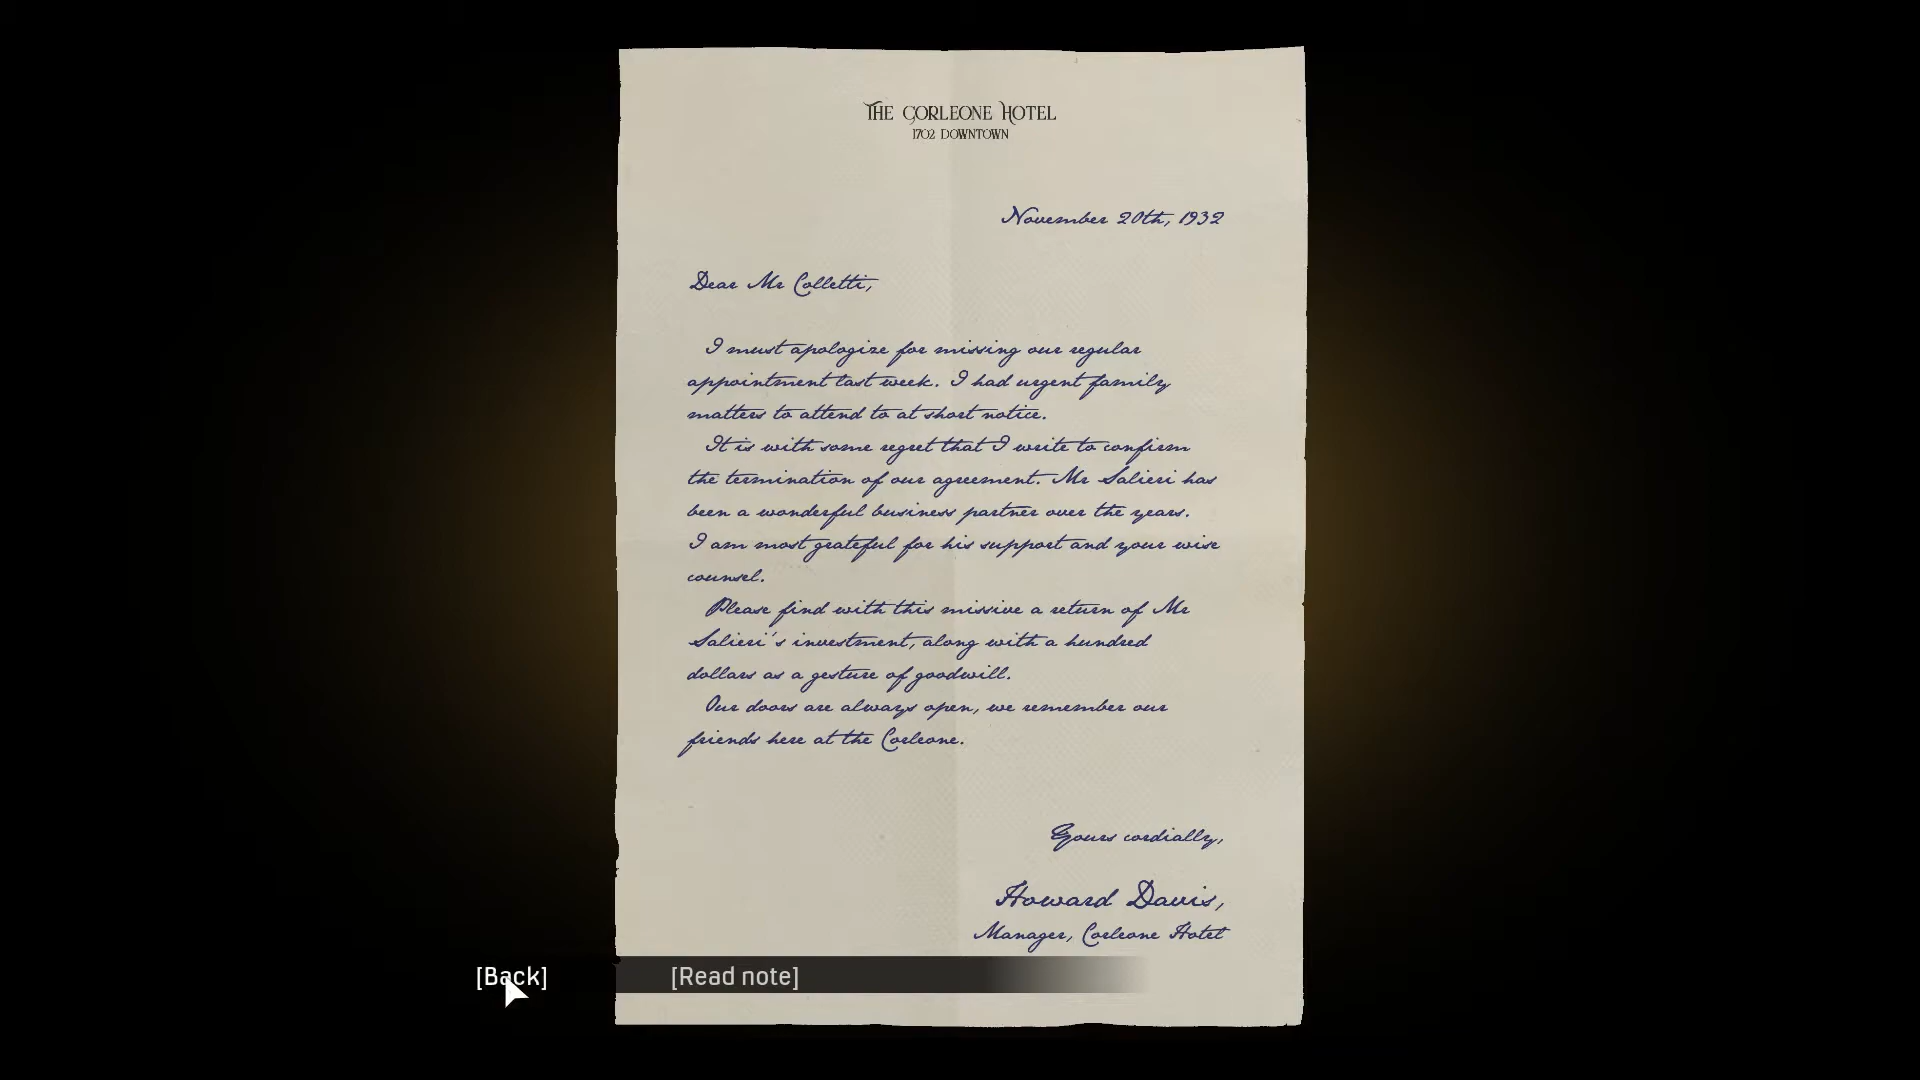 THE CORLEONE HOTEL
1702 DOWNTOWN
November 20th, 1932
Dear Mr Colletti,
I must apologize for missing our regular
appointment last week. I had urgent family
matters to attend to at short notice.
It is with some regret that I write to confirm
the termination of our agreement. Mr Salieri has
been a wonderful business partner over the years.
I am most grateful for his support and your wise
counsel.
Please find with this missive a return of Mr
Salieri's investment, along with a hundred
dollars as a gesture of goodwill.
Our doors are always open, we remember our
friends here at the Corleone.
Yours cordially,
Howard Davis,
Manager, Corleone Hotel
[Back] [Read note]